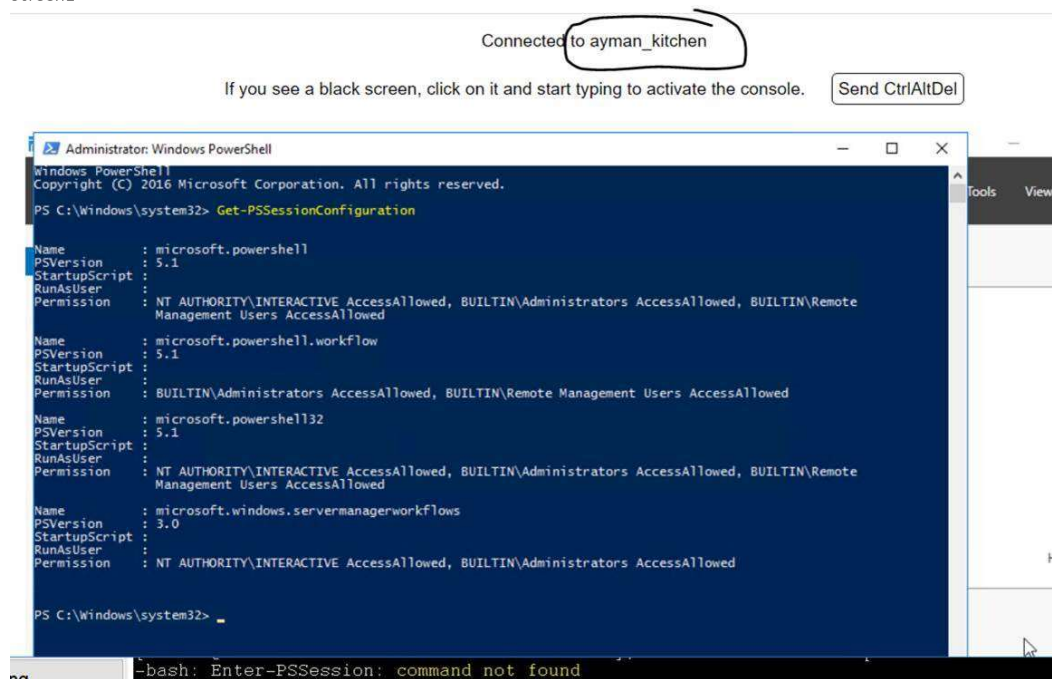 Connected to ayman_kitchen
If you see a black screen, click on it and start typing to activate the console. Send CtrlAltDel
Administrator: Windows PowerShell
Tools View
Windows PowerShell
Copyright (C) 2016 Microsoft Corporation. All rights reserved.
PS C:\Windows\system32> Get-PSSessionConfiguration
Name : microsoft.powershell
PSVersion : 5.1
StartupScript :
RunAsUser :
Permission : NT AUTHORITY\INTERACTIVE AccessAllowed, BUILTIN\Administrators AccessAllowed, BUILTIN\Remote
Management Users AccessAllowed
Name : microsoft.powershell.workflow
PSVersion : 5.1
StartupScript :
RunAsUser :
Permission : BUILTIN\Administrators AccessAllowed, BUILTIN\Remote Management Users AccessAllowed
Name : microsoft.powershell32
PSVersion : 5.1
StartupScript :
RunAsUser :
Permission : NT AUTHORITY\INTERACTIVE AccessAllowed, BUILTIN\Administrators AccessAllowed, BUILTIN\Remote
Management Users AccessAllowed
Name : microsoft.windows.servermanagerworkflows
PSVersion : 3.0
StartupScript :
RunAsUser :
Permission : NT AUTHORITY\INTERACTIVE AccessAllowed, BUILTIN\Administrators AccessAllowed
PS C:\Windows\system32>
-bash: Enter-PSSession: command not found